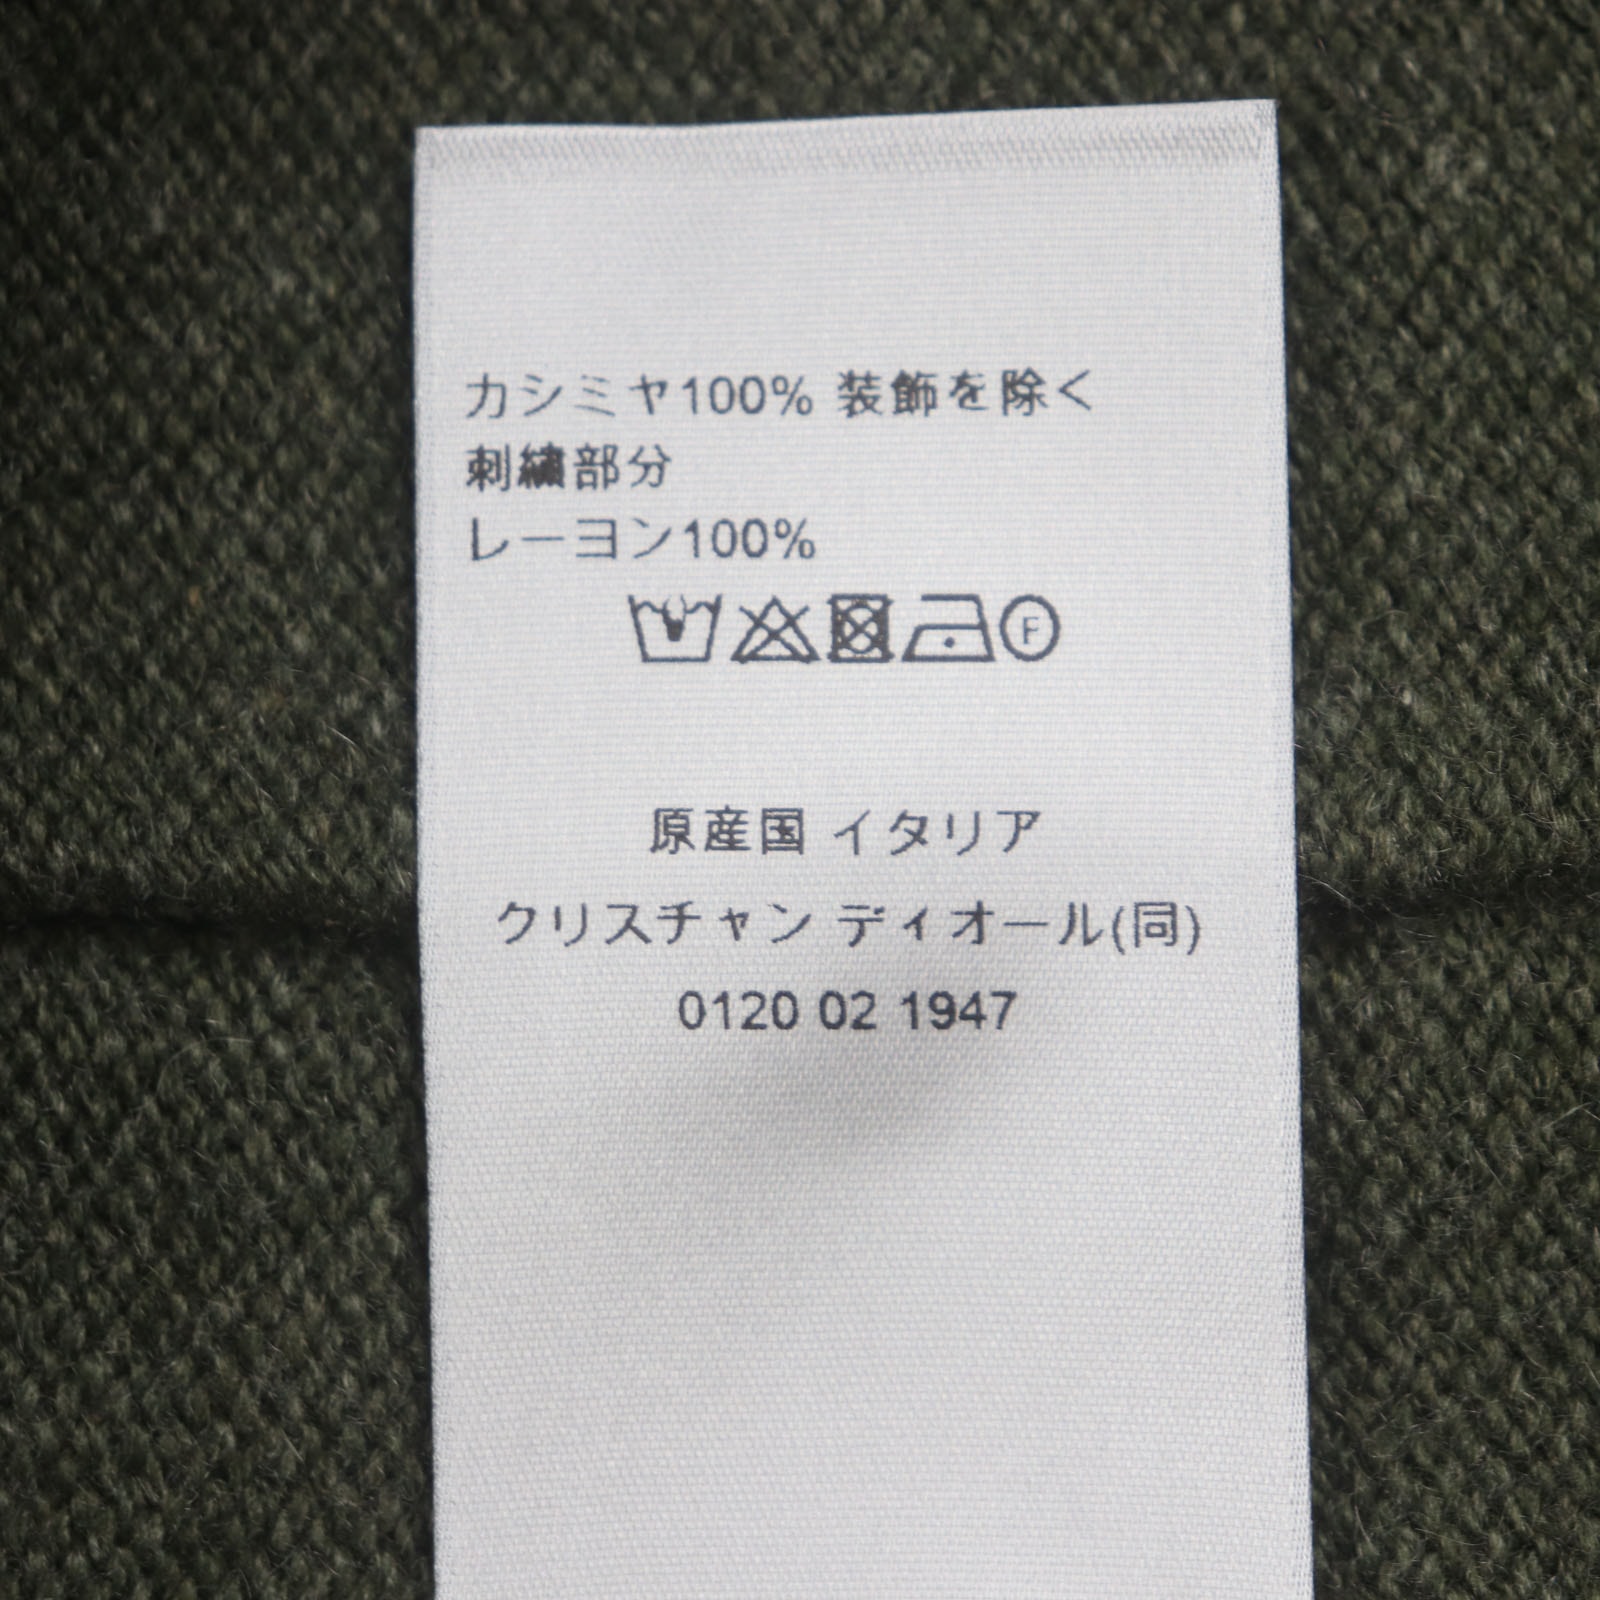 カシミヤ100% 装飾を除く
刺繍部分
レーヨン100%
F
原産国 イタリア
クリスチャン ディオール(同)
0120 02 1947